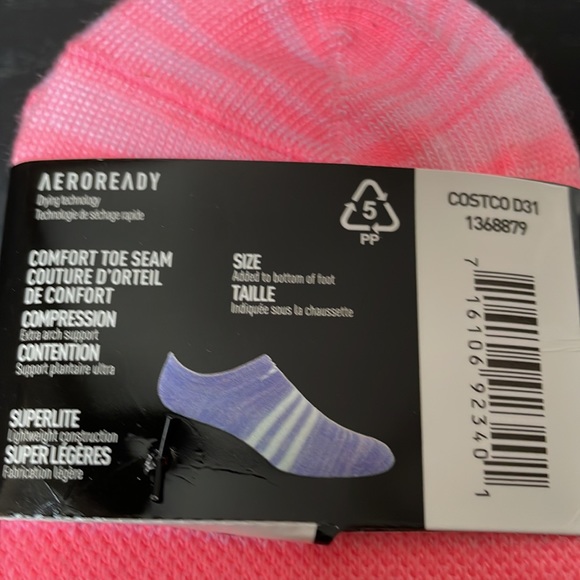 AEROREADY
Drying technology
Technologie de séchage rapide
COMFORT TOE SEAM
COUTURE D'ORTEIL
DE CONFORT
COMPRESSION
Extra arch support
CONTENTION
Support plantaire ultra
SUPERLITE
Lightweight construction
SUPER LÉGÈRES
Fabrication légère
SIZE
Added to bottom of foot
TAILLE
Indiquée sous la chaussette
5
PP
COSTCO D31
1368879
7 16106 92340 1